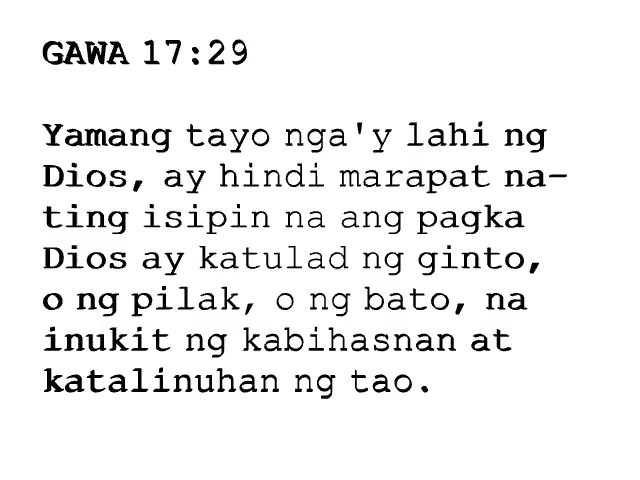 GAWA 17:29
Yamang tayo nga'y lahi ng
Dios, ay hindi marapat na-
ting isipin na ang pagka
Dios ay katulad ng ginto,
o ng pilak, o ng bato, na
inukit ng kabihasnan at
katalinuhan ng tao.